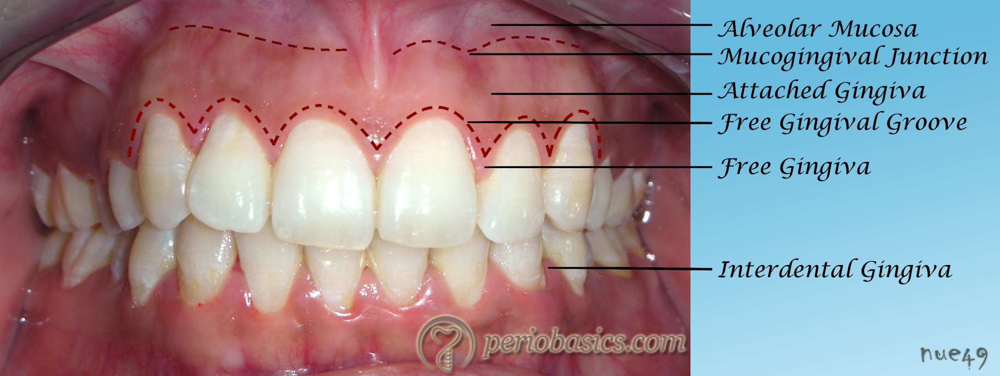 Alveolar Mucosa
Mucogingival Junction
Attached Gingiva
Free Gingival Groove
Free Gingiva
Interdental Gingiva
periobasics.com
nue49